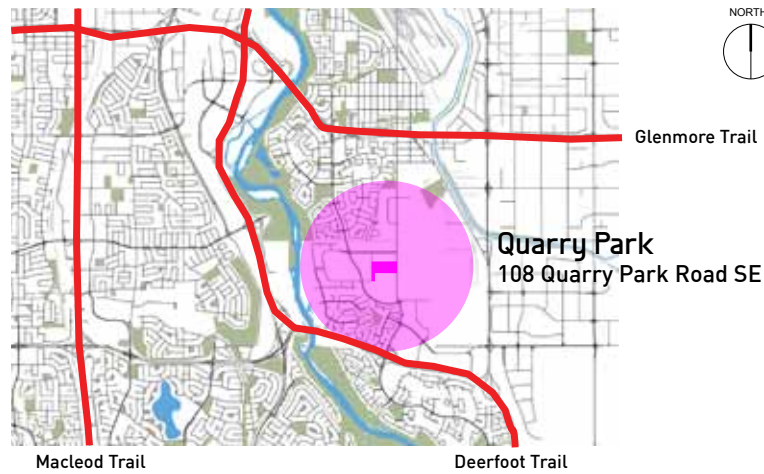 NORTH
Glenmore Trail
Quarry Park
108 Quarry Park Road SE
Macleod Trail
Deerfoot Trail